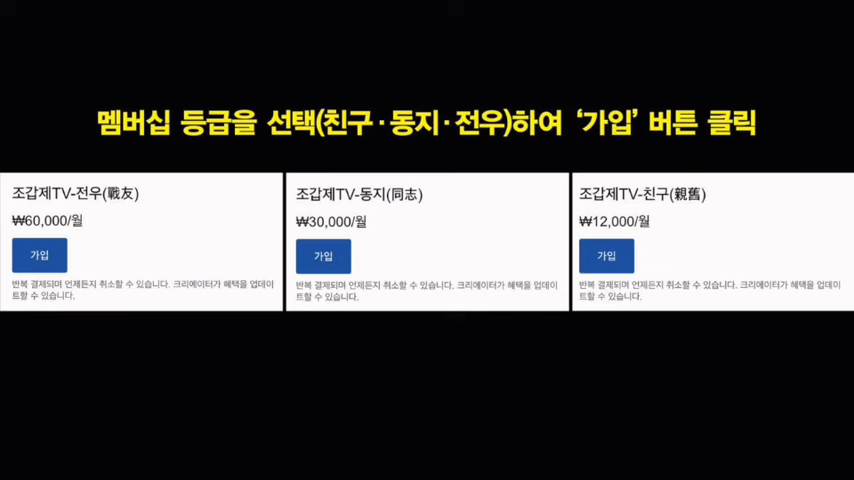 멤버십 등급을 선택(친구·동지·전우)하여 '가입' 버튼 클릭
조갑제TV-전우(戰友)
₩60,000/월
가입
반복 결제되며 언제든지 취소할 수 있습니다. 크리에이터가 혜택을 업데이
트할 수 있습니다.
조갑제TV-동지(同志)
₩30,000/월
가입
반복 결제되며 언제든지 취소할 수 있습니다. 크리에이터가 혜택을 업데이
트할 수 있습니다.
조갑제TV-친구(親舊)
₩12,000/월
가입
반복 결제되며 언제든지 취소할 수 있습니다. 크리에이터가 혜택을 업데이
트할 수 있습니다.